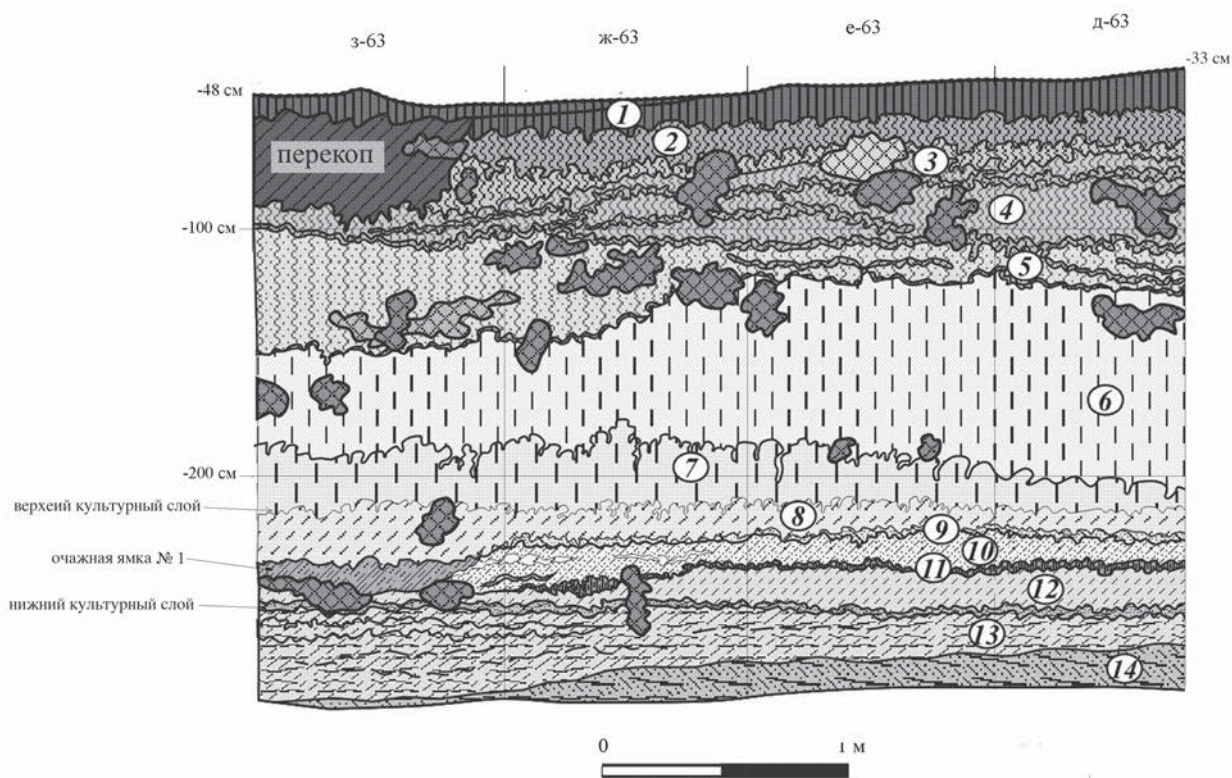 з-63
ж-63
е-63
д-63
-48 см
-33 см
1
2
перекоп
3
4
-100 см
5
6
7
-200 см
верхеий культурный слой
8
9
10
очажная ямка № 1
11
12
нижний культурный слой
13
14
0
1 м